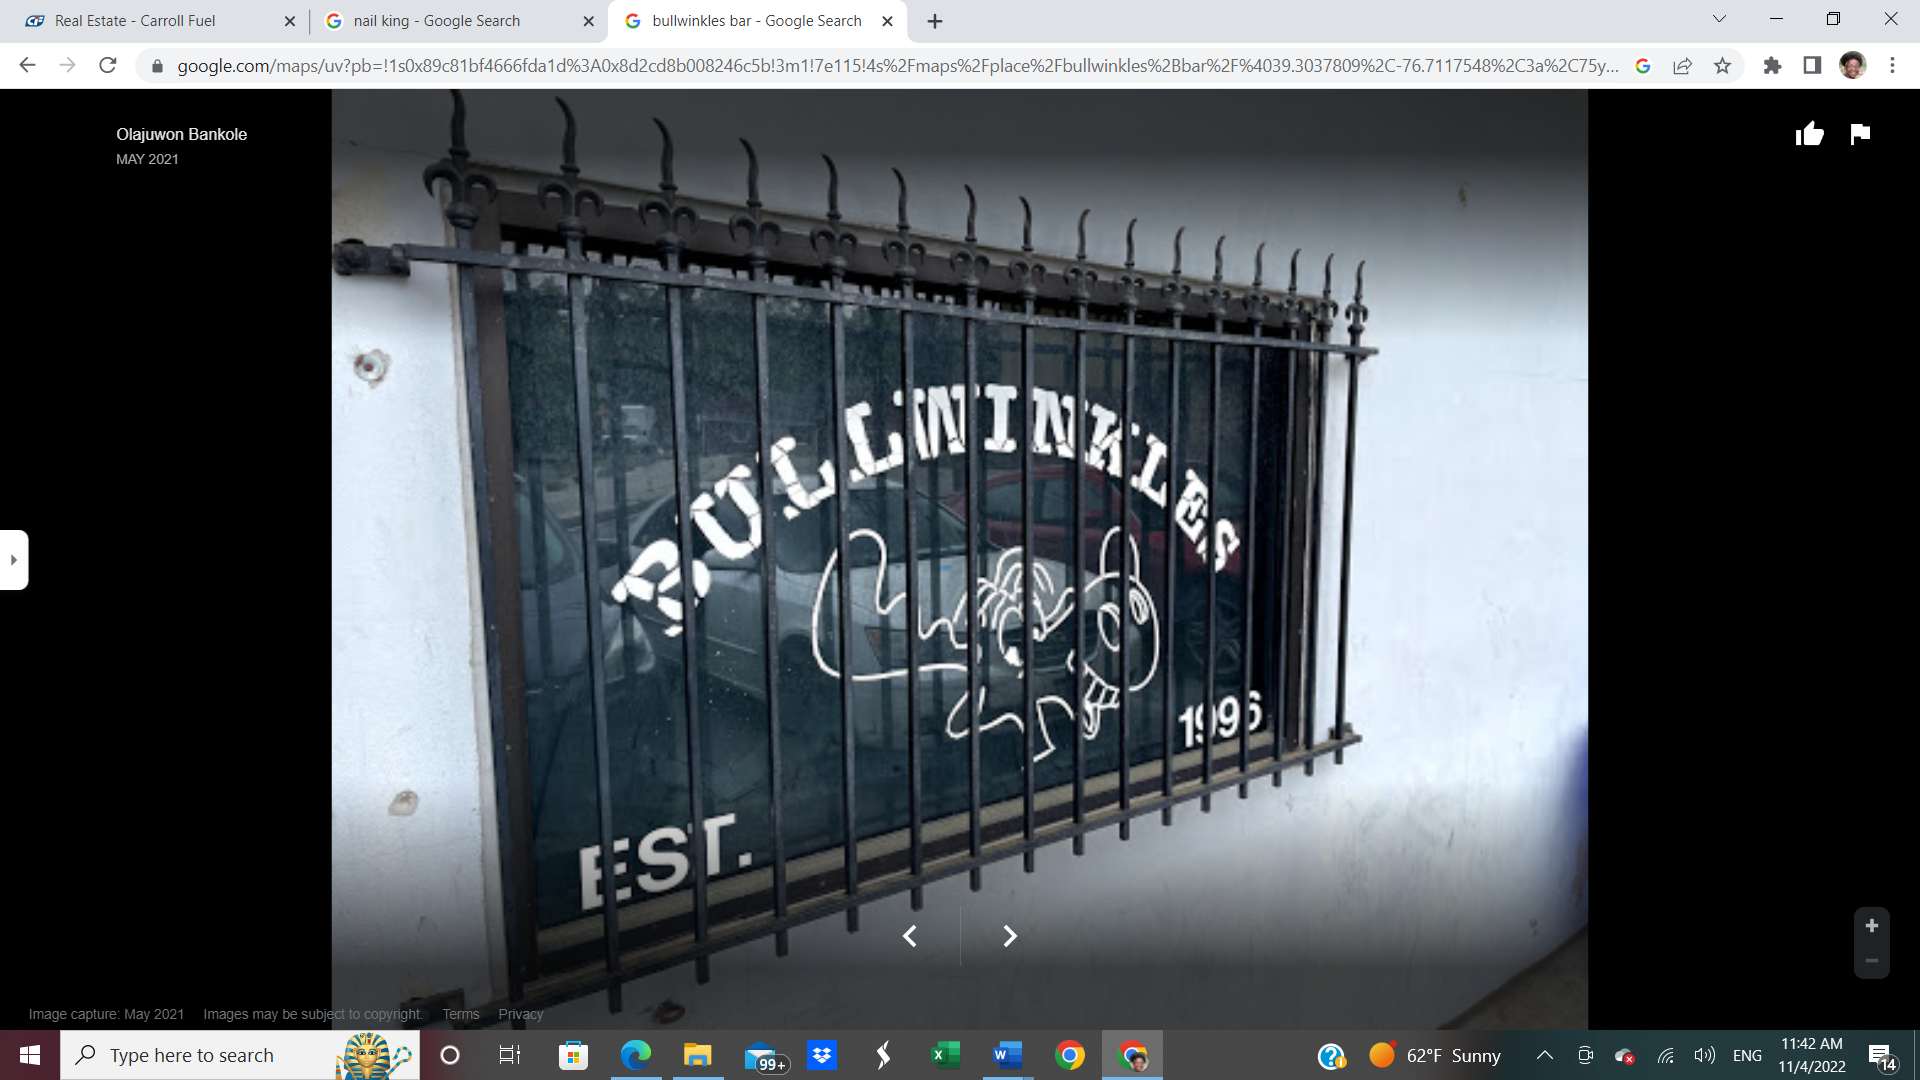 Real Estate - Carroll Fuel
nail king - Google Search
bullwinkles bar - Google Search
google.com/maps/uv?pb=!1s0x89c81bf4666fda1d%3A0x8d2cd8b008246c5b!3m1!7e115!4s%2Fmaps%2Fplace%2Fbullwinkles%2Bbar%2F%4039.3037809%2C-76.7117548%2C3a%2C75y...
Olajuwon Bankole
MAY 2021
BULLWINKLES
1996
EST.
Image capture: May 2021 Images may be subject to copyright. Terms Privacy
Type here to search
99+
62°F Sunny
ENG
11:42 AM
11/4/2022
14